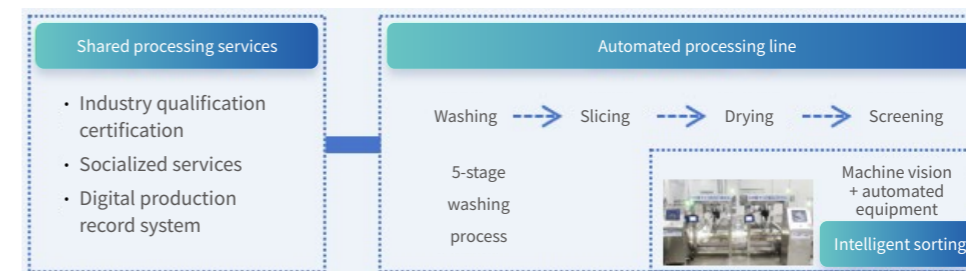 Shared processing services
• Industry qualification
certification
• Socialized services
• Digital production
record system
Automated processing line
Washing
Slicing
Drying
Screening
5-stage
washing
process
Machine vision
+ automated
equipment
Intelligent sorting